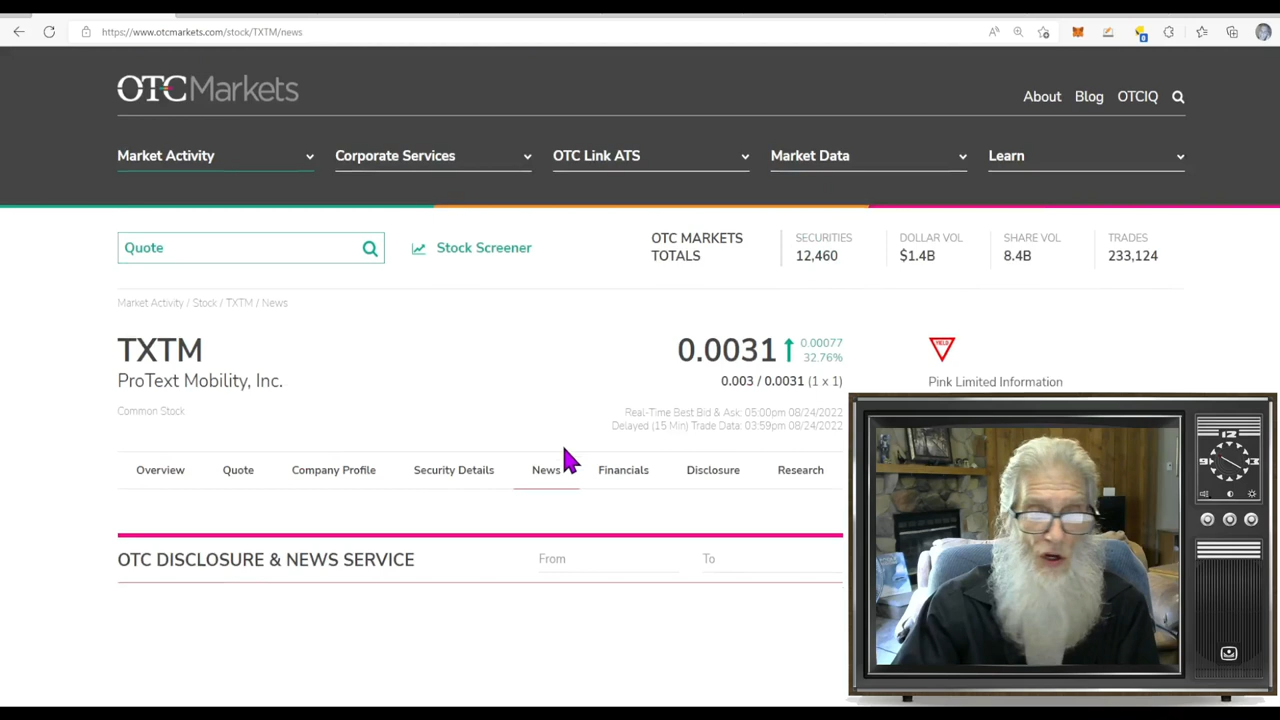 https://www.otcmarkets.com/stock/TXTM/news
OTCMarkets
About Blog OTCIQ
Market Activity Corporate Services OTC Link ATS Market Data Learn
Quote
Stock Screener
OTC MARKETS
TOTALS
SECURITIES
12,460
DOLLAR VOL
$1.4B
SHARE VOL
8.4B
TRADES
233,124
Market Activity / Stock / TXTM / News
TXTM
ProText Mobility, Inc.
Common Stock
0.0031
0.00077
32.76%
0.003 / 0.0031 (1 x 1)
Real-Time Best Bid & Ask: 05:00pm 08/24/2022
Delayed (15 Min) Trade Data: 03:59pm 08/24/2022
YIELD
Pink Limited Information
Overview Quote Company Profile Security Details News Financials Disclosure Research
OTC DISCLOSURE & NEWS SERVICE
From To
12
9 3